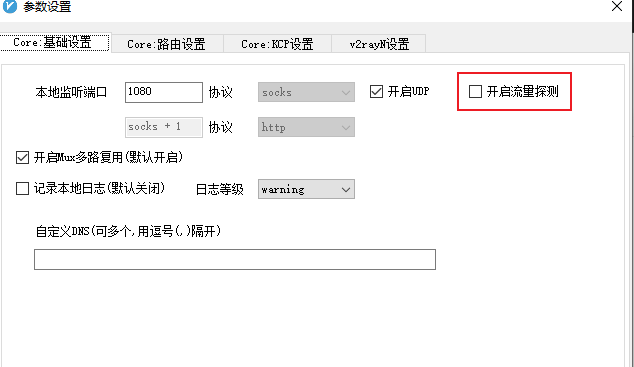 参数设置
Core:基础设置 Core:路由设置 Core:KCP设置 v2rayN设置
本地监听端口 1080 协议 socks 开启UDP 开启流量探测
socks + 1 协议 http
开启Mux多路复用(默认开启)
记录本地日志(默认关闭) 日志等级 warning
自定义DNS(可多个,用逗号(,)隔开)